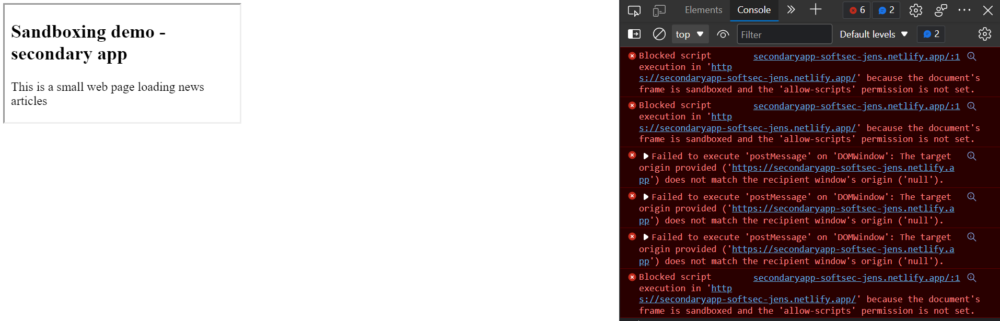 Sandboxing demo -
secondary app
This is a small web page loading news
articles
Elements Console 6 2
top Filter Default levels 2
Blocked script secondaryapp-softsec-jens.netlify.app/:1
execution in 'http
s://secondaryapp-softsec-jens.netlify.app/' because the document's
frame is sandboxed and the 'allow-scripts' permission is not set.
Blocked script secondaryapp-softsec-jens.netlify.app/:1
execution in 'http
s://secondaryapp-softsec-jens.netlify.app/' because the document's
frame is sandboxed and the 'allow-scripts' permission is not set.
Failed to execute 'postMessage' on 'DOMWindow': The target
origin provided ('https://secondaryapp-softsec-jens.netlify.a
pp') does not match the recipient window's origin ('null').
Failed to execute 'postMessage' on 'DOMWindow': The target
origin provided ('https://secondaryapp-softsec-jens.netlify.a
pp') does not match the recipient window's origin ('null').
Failed to execute 'postMessage' on 'DOMWindow': The target
origin provided ('https://secondaryapp-softsec-jens.netlify.a
pp') does not match the recipient window's origin ('null').
Blocked script secondaryapp-softsec-jens.netlify.app/:1
execution in 'http
s://secondaryapp-softsec-jens.netlify.app/' because the document's
frame is sandboxed and the 'allow-scripts' permission is not set.